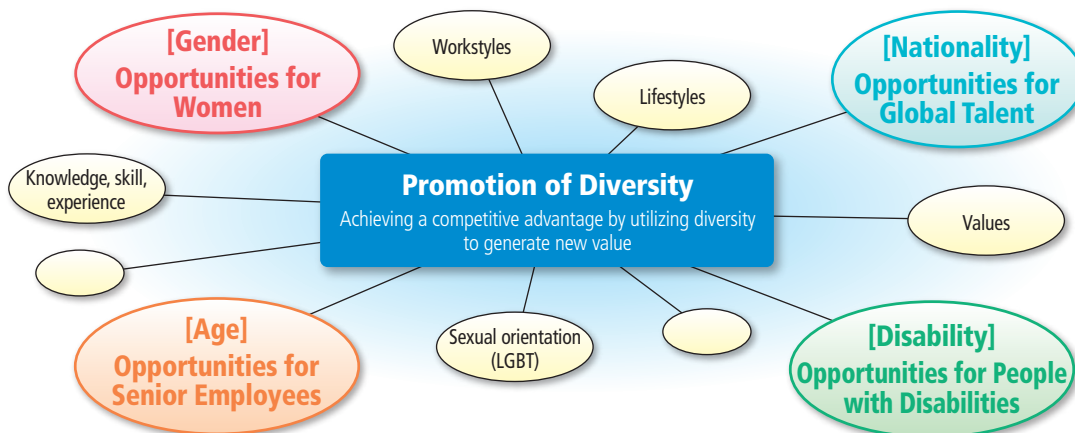 [Gender]
Opportunities for
Women
Workstyles
Lifestyles
[Nationality]
Opportunities for
Global Talent
Knowledge, skill,
experience
Promotion of Diversity
Achieving a competitive advantage by utilizing diversity
to generate new value
Values
[Age]
Opportunities for
Senior Employees
Sexual orientation
(LGBT)
[Disability]
Opportunities for People
with Disabilities